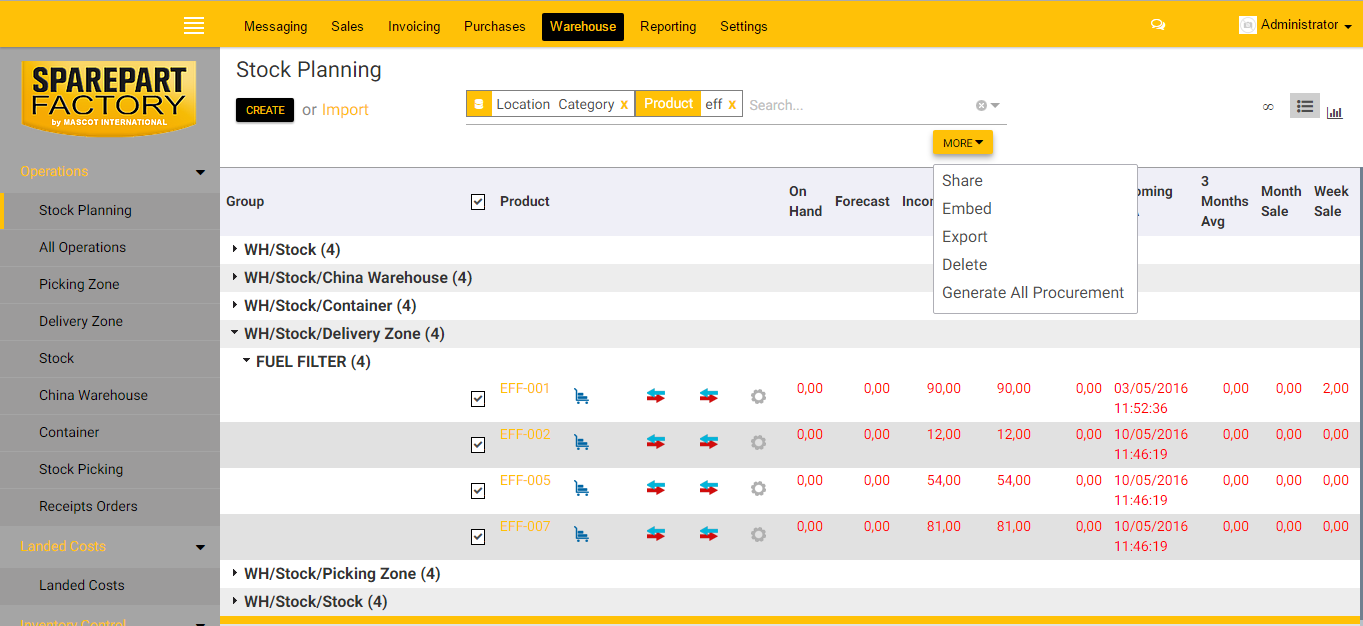 Messaging Sales Invoicing Purchases Warehouse Reporting Settings Administrator
SPAREPART
FACTORY
by MASCOT INTERNATIONAL
Operations
Stock Planning
All Operations
Picking Zone
Delivery Zone
Stock
China Warehouse
Container
Stock Picking
Receipts Orders
Landed Costs
Landed Costs
Inventory Control
Stock Planning
CREATE or Import
Location Category x Product eff x Search...
MORE
Share
Embed
Export
Delete
Generate All Procurement
Group Product On Hand Forecast Incom oming 3 Months Avg Month Sale Week Sale
WH/Stock (4)
WH/Stock/China Warehouse (4)
WH/Stock/Container (4)
WH/Stock/Delivery Zone (4)
FUEL FILTER (4)
EFF-001 0,00 0,00 90,00 90,00 0,00 03/05/2016 0,00 0,00 2,00
11:52:36
EFF-002 0,00 0,00 12,00 12,00 0,00 10/05/2016 0,00 0,00 0,00
11:46:19
EFF-005 0,00 0,00 54,00 54,00 0,00 10/05/2016 0,00 0,00 0,00
11:46:19
EFF-007 0,00 0,00 81,00 81,00 0,00 10/05/2016 0,00 0,00 0,00
11:46:19
WH/Stock/Picking Zone (4)
WH/Stock/Stock (4)